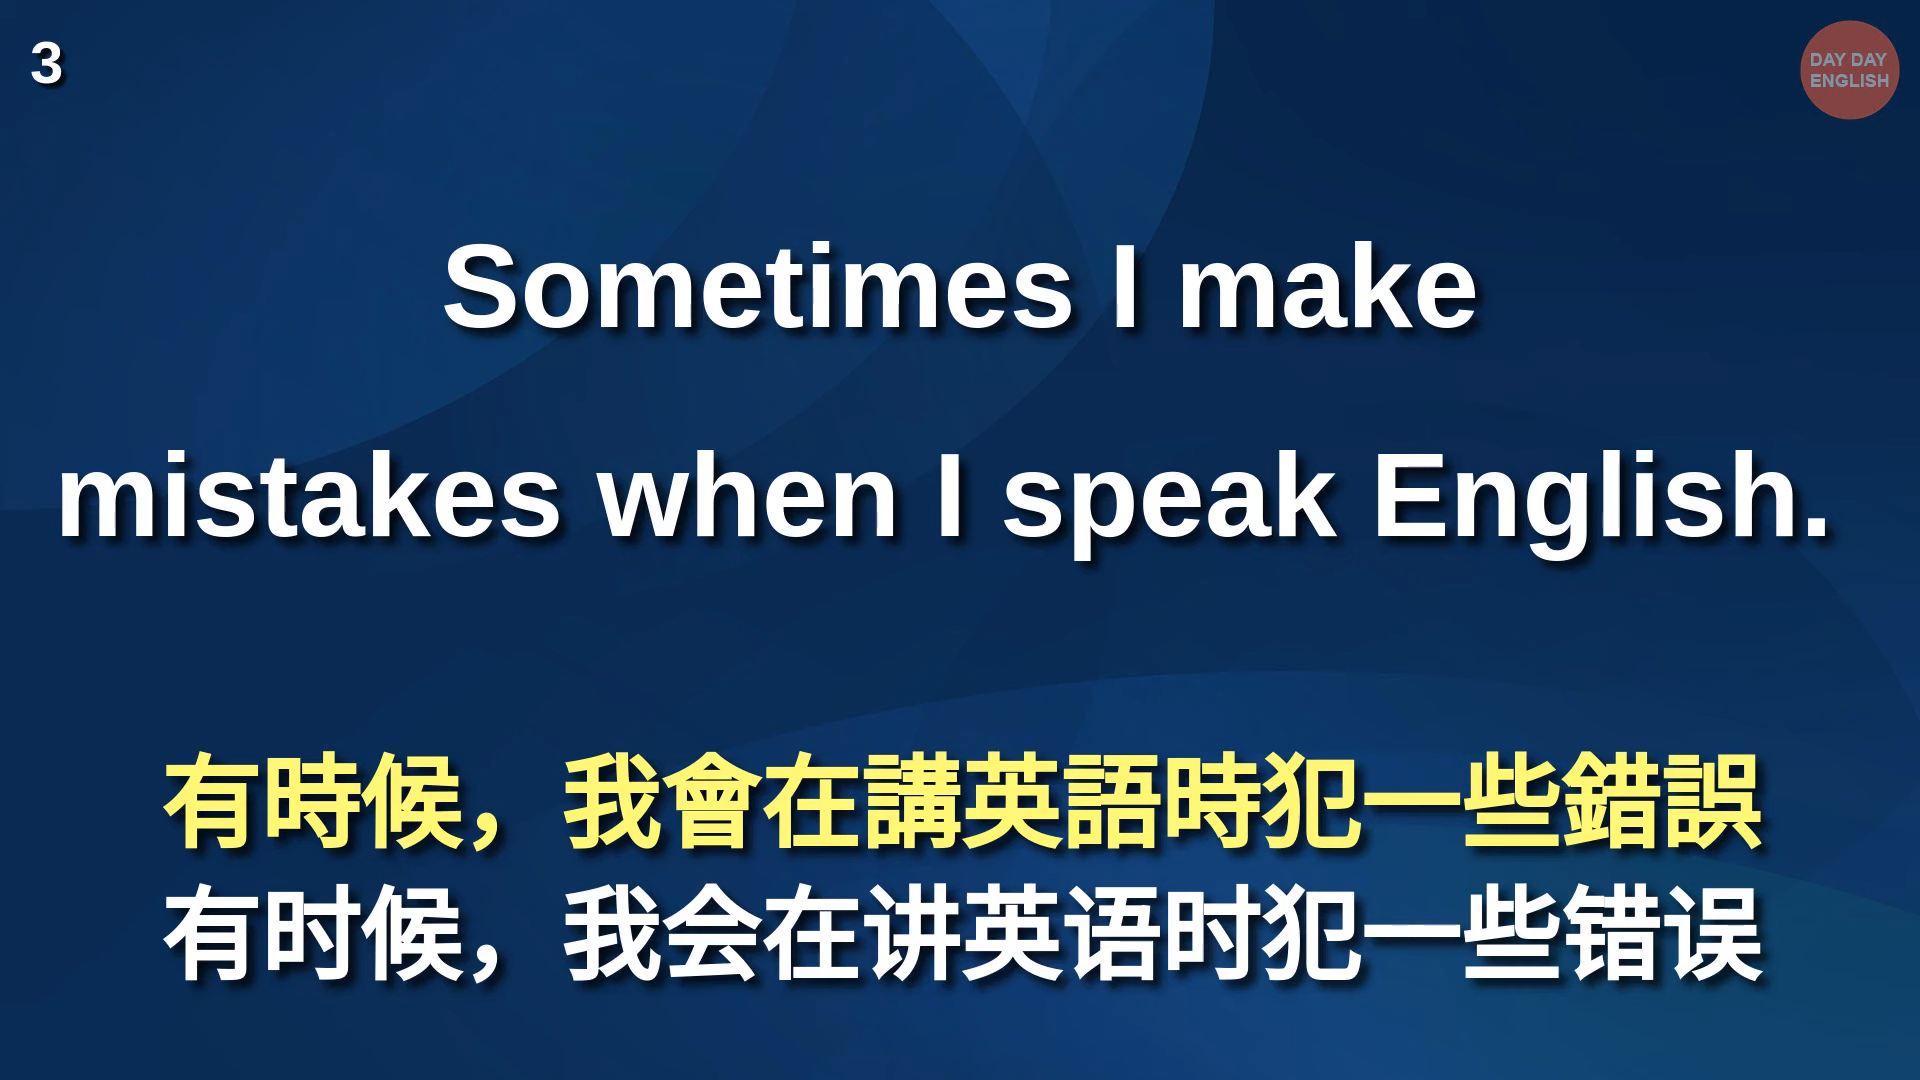 3
DAY DAY
ENGLISH
Sometimes I make
mistakes when I speak English.
有時候，我會在講英語時犯一些錯誤
有时候，我会在讲英语时犯一些错误